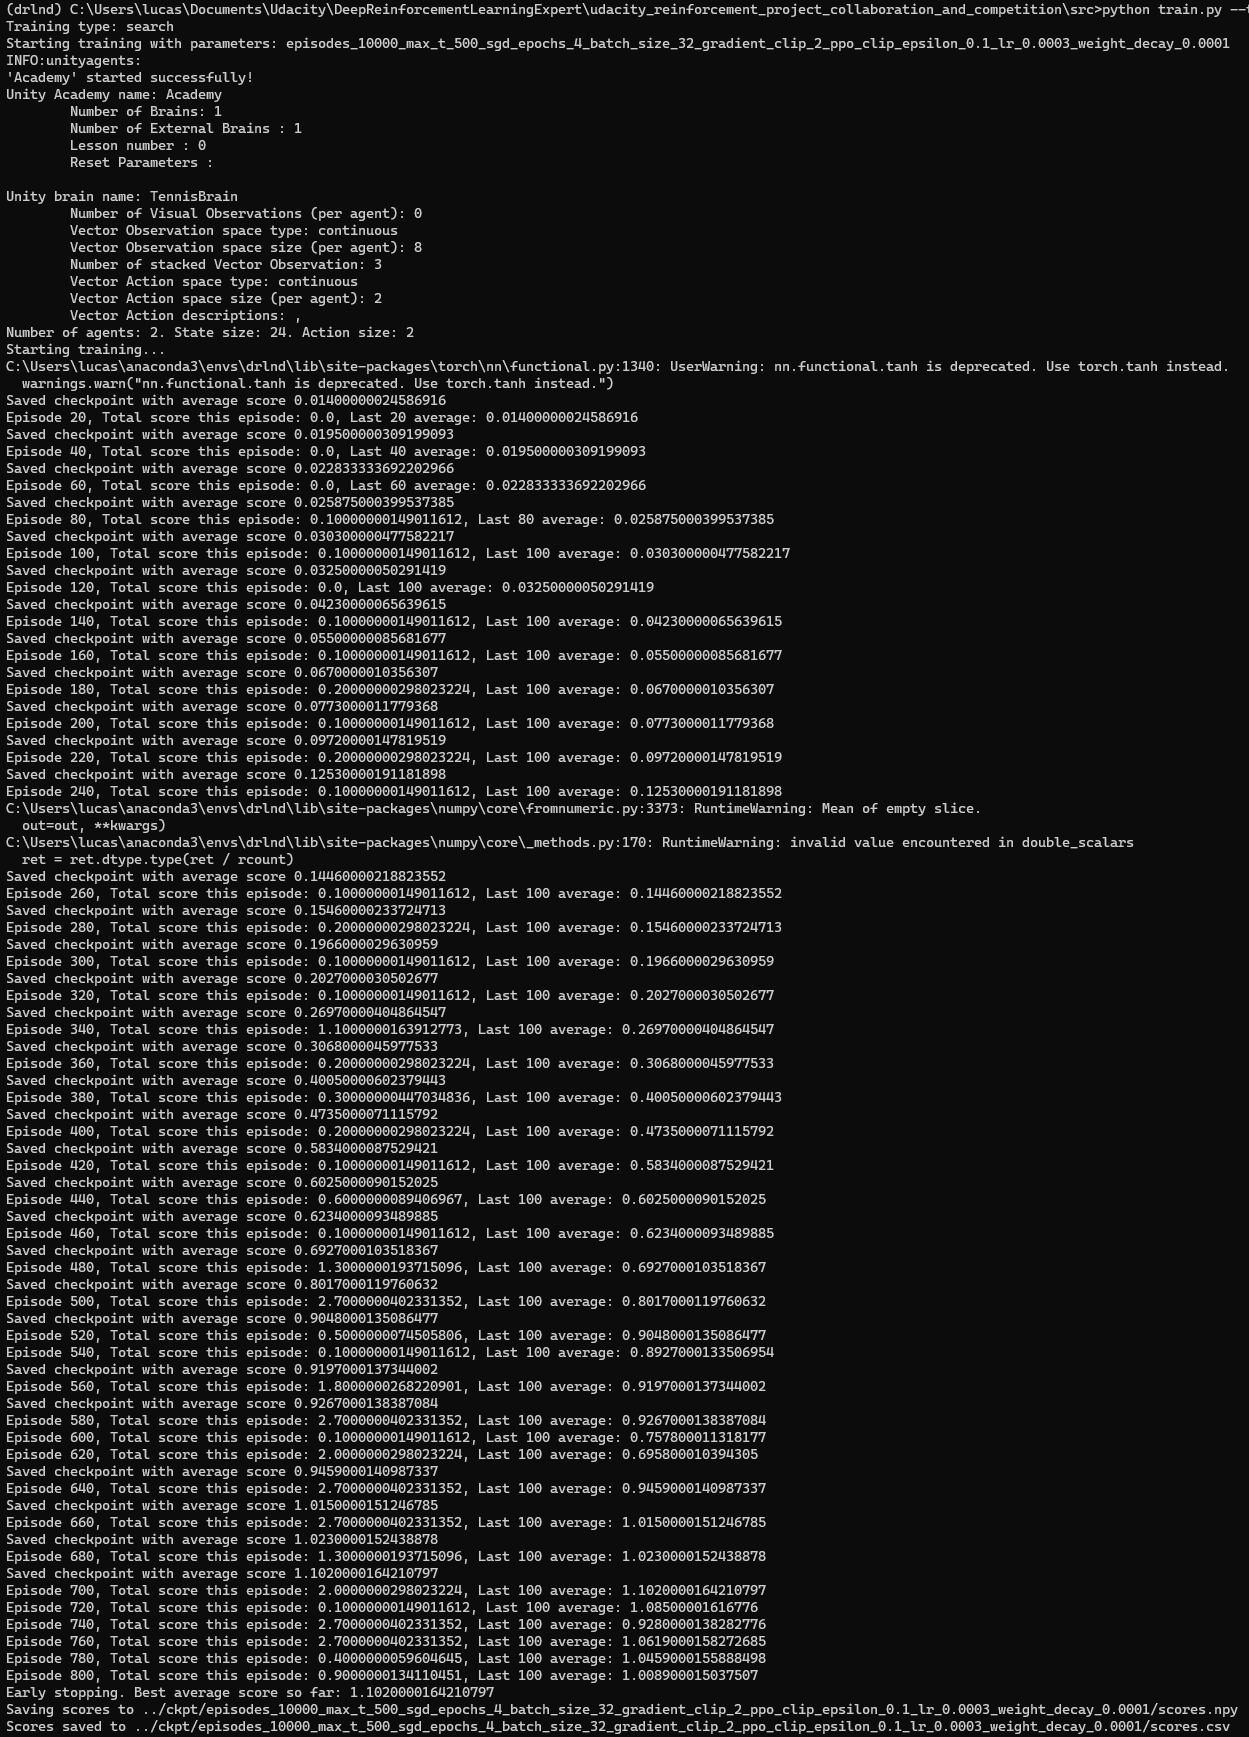 (drlnd) C:\Users\lucas\Documents\Udacity\DeepReinforcementLearningExpert\udacity_reinforcement_project_collaboration_and_competition\src>python train.py
Training type: search
Starting training with parameters: episodes_10000_max_t_500_sgd_epochs_4_batch_size_32_gradient_clip_2_ppo_clip_epsilon_0.1_lr_0.0003_weight_decay_0.0001
INFO:unityagents:
'Academy' started successfully!
Unity Academy name: Academy
Number of Brains: 1
Number of External Brains : 1
Lesson number : 0
Reset Parameters :
Unity brain name: TennisBrain
Number of Visual Observations (per agent): 0
Vector Observation space type: continuous
Vector Observation space size (per agent): 8
Number of stacked Vector Observation: 3
Vector Action space type: continuous
Vector Action space size (per agent): 2
Vector Action descriptions: ,
Number of agents: 2. State size: 24. Action size: 2
Starting training...
C:\Users\lucas\anaconda3\envs\drlnd\lib\site-packages\torch\nn\functional.py:1340: UserWarning: nn.functional.tanh is deprecated. Use torch.tanh instead.
warnings.warn("nn.functional.tanh is deprecated. Use torch.tanh instead.")
Saved checkpoint with average score 0.01400000024586916
Episode 20, Total score this episode: 0.0, Last 20 average: 0.01400000024586916
Saved checkpoint with average score 0.019500000309199093
Episode 40, Total score this episode: 0.0, Last 40 average: 0.019500000309199093
Saved checkpoint with average score 0.022833333692202966
Episode 60, Total score this episode: 0.0, Last 60 average: 0.022833333692202966
Saved checkpoint with average score 0.025875000399537385
Episode 80, Total score this episode: 0.10000000149011612, Last 80 average: 0.025875000399537385
Saved checkpoint with average score 0.030300000477582217
Episode 100, Total score this episode: 0.10000000149011612, Last 100 average: 0.030300000477582217
Saved checkpoint with average score 0.03250000050291419
Episode 120, Total score this episode: 0.0, Last 100 average: 0.03250000050291419
Saved checkpoint with average score 0.04230000065639615
Episode 140, Total score this episode: 0.10000000149011612, Last 100 average: 0.04230000065639615
Saved checkpoint with average score 0.05500000085681677
Episode 160, Total score this episode: 0.10000000149011612, Last 100 average: 0.05500000085681677
Saved checkpoint with average score 0.0670000010356307
Episode 180, Total score this episode: 0.20000000298023224, Last 100 average: 0.0670000010356307
Saved checkpoint with average score 0.0773000011779368
Episode 200, Total score this episode: 0.10000000149011612, Last 100 average: 0.0773000011779368
Saved checkpoint with average score 0.09720000147819519
Episode 220, Total score this episode: 0.20000000298023224, Last 100 average: 0.09720000147819519
Saved checkpoint with average score 0.12530000191181898
Episode 240, Total score this episode: 0.10000000149011612, Last 100 average: 0.12530000191181898
C:\Users\lucas\anaconda3\envs\drlnd\lib\site-packages\numpy\core\fromnumeric.py:3373: RuntimeWarning: Mean of empty slice.
out=out, **kwargs)
C:\Users\lucas\anaconda3\envs\drlnd\lib\site-packages\numpy\core\_methods.py:170: RuntimeWarning: invalid value encountered in double_scalars
ret = ret.dtype.type(ret / rcount)
Saved checkpoint with average score 0.14460000218823552
Episode 260, Total score this episode: 0.10000000149011612, Last 100 average: 0.14460000218823552
Saved checkpoint with average score 0.15460000233724713
Episode 280, Total score this episode: 0.20000000298023224, Last 100 average: 0.15460000233724713
Saved checkpoint with average score 0.1966000029630959
Episode 300, Total score this episode: 0.10000000149011612, Last 100 average: 0.1966000029630959
Saved checkpoint with average score 0.2027000030502677
Episode 320, Total score this episode: 0.10000000149011612, Last 100 average: 0.2027000030502677
Saved checkpoint with average score 0.26970000404864547
Episode 340, Total score this episode: 1.1000000163912773, Last 100 average: 0.26970000404864547
Saved checkpoint with average score 0.3068000045977533
Episode 360, Total score this episode: 0.20000000298023224, Last 100 average: 0.3068000045977533
Saved checkpoint with average score 0.40050000602379443
Episode 380, Total score this episode: 0.30000000447034836, Last 100 average: 0.40050000602379443
Saved checkpoint with average score 0.4735000071115792
Episode 400, Total score this episode: 0.20000000298023224, Last 100 average: 0.4735000071115792
Saved checkpoint with average score 0.5834000087529421
Episode 420, Total score this episode: 0.10000000149011612, Last 100 average: 0.5834000087529421
Saved checkpoint with average score 0.6025000090152025
Episode 440, Total score this episode: 0.6000000089406967, Last 100 average: 0.6025000090152025
Saved checkpoint with average score 0.6234000093489885
Episode 460, Total score this episode: 0.10000000149011612, Last 100 average: 0.6234000093489885
Saved checkpoint with average score 0.6927000103518367
Episode 480, Total score this episode: 1.3000000193715096, Last 100 average: 0.6927000103518367
Saved checkpoint with average score 0.8017000119760632
Episode 500, Total score this episode: 2.7000000402331352, Last 100 average: 0.8017000119760632
Saved checkpoint with average score 0.9048000135086477
Episode 520, Total score this episode: 0.5000000074505806, Last 100 average: 0.9048000135086477
Episode 540, Total score this episode: 0.10000000149011612, Last 100 average: 0.8927000133506954
Saved checkpoint with average score 0.9197000137344002
Episode 560, Total score this episode: 1.8000000268220901, Last 100 average: 0.9197000137344002
Saved checkpoint with average score 0.9267000138387084
Episode 580, Total score this episode: 2.7000000402331352, Last 100 average: 0.9267000138387084
Episode 600, Total score this episode: 0.10000000149011612, Last 100 average: 0.757800011318177
Episode 620, Total score this episode: 2.0000000298023224, Last 100 average: 0.695800010394305
Saved checkpoint with average score 0.9459000140987337
Episode 640, Total score this episode: 2.7000000402331352, Last 100 average: 0.9459000140987337
Saved checkpoint with average score 1.0150000151246785
Episode 660, Total score this episode: 2.7000000402331352, Last 100 average: 1.0150000151246785
Saved checkpoint with average score 1.0230000152438878
Episode 680, Total score this episode: 1.3000000193715096, Last 100 average: 1.0230000152438878
Saved checkpoint with average score 1.1020000164210797
Episode 700, Total score this episode: 2.0000000298023224, Last 100 average: 1.1020000164210797
Episode 720, Total score this episode: 0.10000000149011612, Last 100 average: 1.08500001616776
Episode 740, Total score this episode: 2.7000000402331352, Last 100 average: 0.9280000138282776
Episode 760, Total score this episode: 2.7000000402331352, Last 100 average: 1.0619000158272685
Episode 780, Total score this episode: 0.4000000059604645, Last 100 average: 1.0459000155888498
Episode 800, Total score this episode: 0.9000000134110451, Last 100 average: 1.008900015037507
Early stopping. Best average score so far: 1.1020000164210797
Saving scores to ../ckpt/episodes_10000_max_t_500_sgd_epochs_4_batch_size_32_gradient_clip_2_ppo_clip_epsilon_0.1_lr_0.0003_weight_decay_0.0001/scores.npy
Scores saved to ../ckpt/episodes_10000_max_t_500_sgd_epochs_4_batch_size_32_gradient_clip_2_ppo_clip_epsilon_0.1_lr_0.0003_weight_decay_0.0001/scores.csv